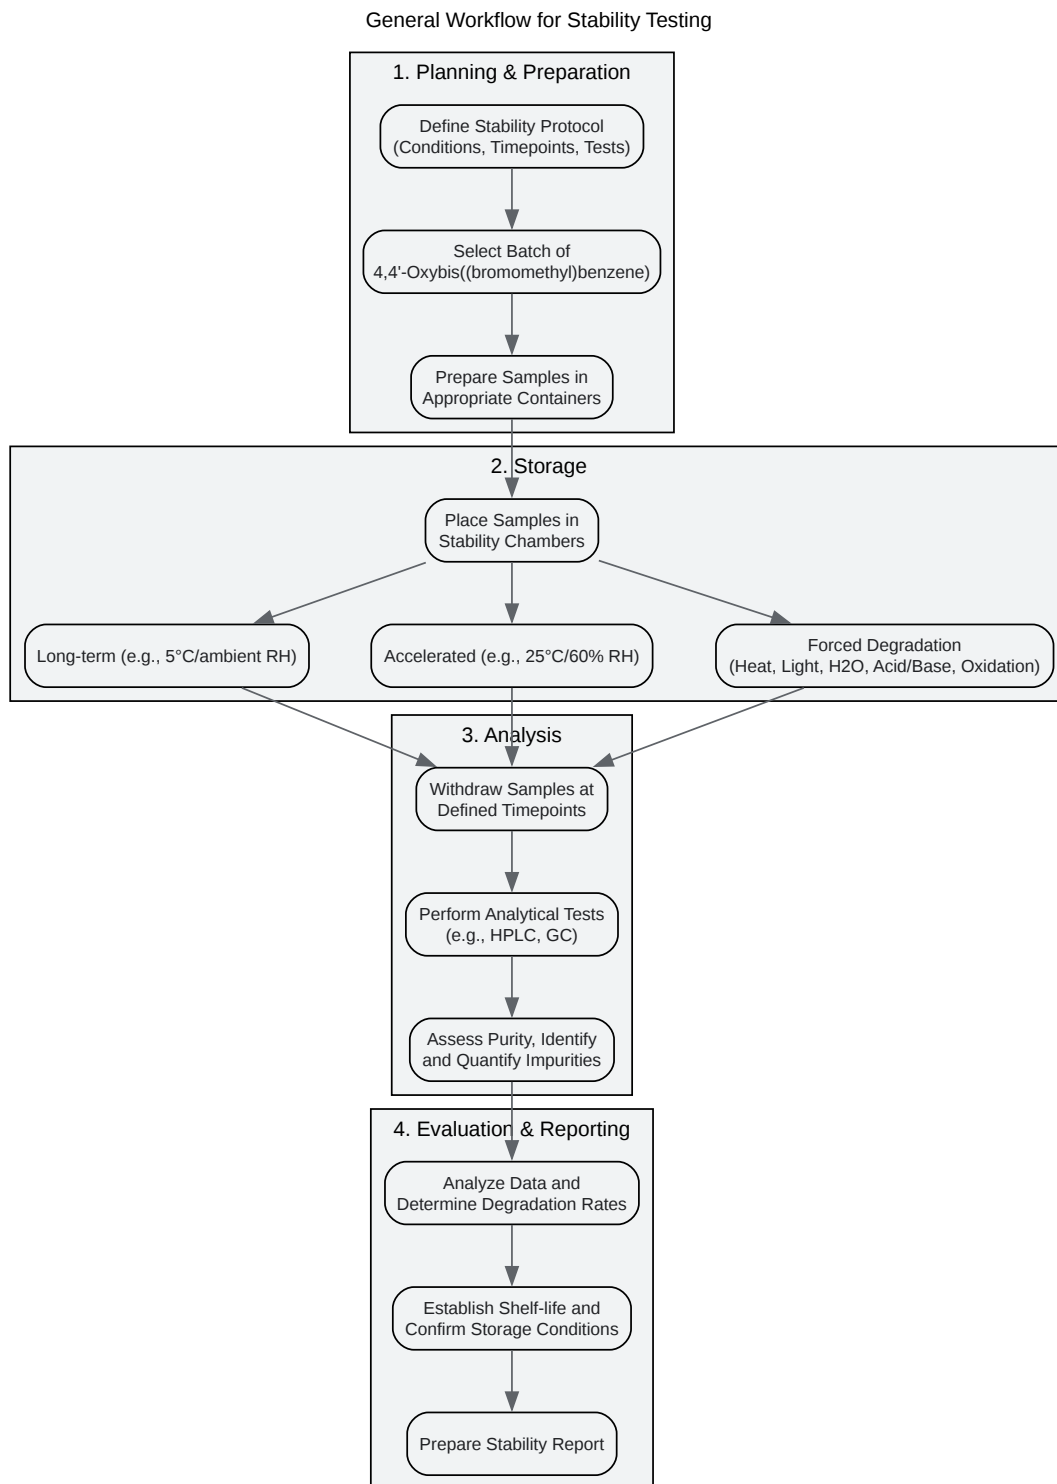 General Workflow for Stability Testing
1. Planning & Preparation
Define Stability Protocol
(Conditions, Timepoints, Tests)
Select Batch of
4,4'-Oxybis((bromomethyl)benzene)
Prepare Samples in
Appropriate Containers
2. Storage
Place Samples in
Stability Chambers
Long-term (e.g., 5°C/ambient RH)
Accelerated (e.g., 25°C/60% RH)
Forced Degradation
(Heat, Light, H2O, Acid/Base, Oxidation)
3. Analysis
Withdraw Samples at
Defined Timepoints
Perform Analytical Tests
(e.g., HPLC, GC)
Assess Purity, Identify
and Quantify Impurities
4. Evaluation & Reporting
Analyze Data and
Determine Degradation Rates
Establish Shelf-life and
Confirm Storage Conditions
Prepare Stability Report